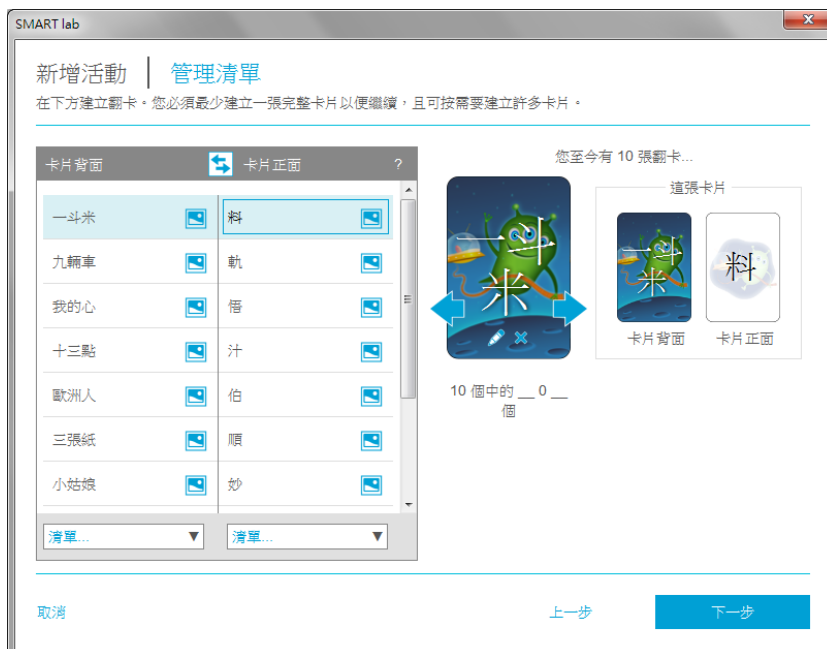 SMART lab
新增活動 | 管理清單
在下方建立翻卡。您必須最少建立一張完整卡片以便繼續，且可按需要建立許多卡片。
卡片背面 卡片正面 ?
一斗米 料
九輛車 軌
我的心 悟
十三點 汁
歐洲人 伯
三張紙 順
小姑娘 妙
清單... 清單...
您至今有 10 張翻卡...
一斗
米
10 個中的 __ 0 __
個
這張卡片
一斗
米
料
卡片背面 卡片正面
取消 上一步 下一步